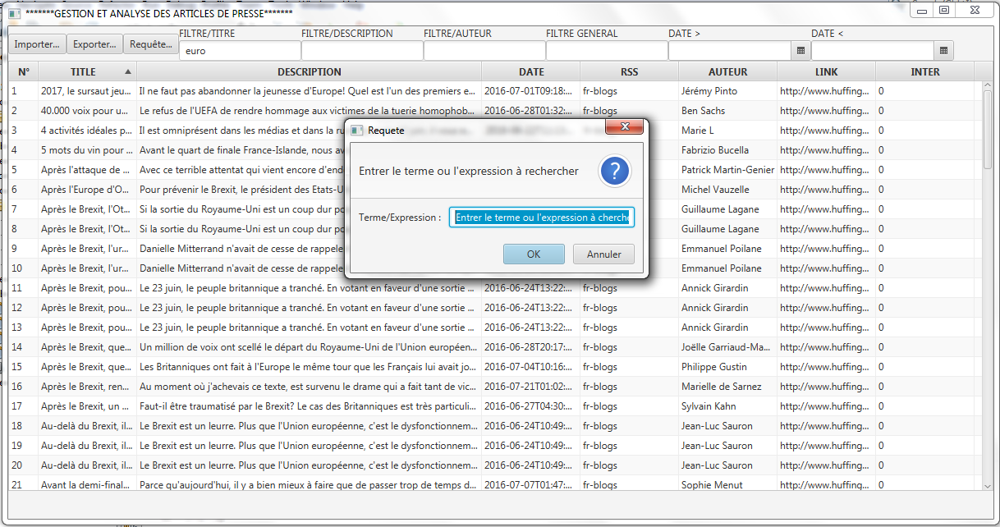 *******GESTION ET ANALYSE DES ARTICLES DE PRESSE*******
Importer... Exporter... Requête... FILTRE/TITRE FILTRE/DESCRIPTION FILTRE/AUTEUR FILTRE GENERAL DATE > DATE <
euro
N° TITLE DESCRIPTION DATE RSS AUTEUR LINK INTER
1 2017, le sursaut jeu... Il ne faut pas abandonner la jeunesse d'Europe! Quel est l'un des premiers e... 2016-07-01T09:18:... fr-blogs Jérémy Pinto http://www.huffing... 0
2 40.000 voix pour u... Le refus de l'UEFA de rendre hommage aux victimes de la tuerie homophob... 2016-06-28T01:32:... fr-blogs Ben Sachs http://www.huffing... 0
3 4 activités idéales p... Il est omniprésent dans les médias et dans la ru Marie L http://www.huffing... 0
4 5 mots du vin pour ... Avant le quart de finale France-Islande, nous av Fabrizio Bucella http://www.huffing... 0
5 Après l'attaque de ... Avec ce terrible attentat qui vient encore d'end Patrick Martin-Genier http://www.huffing... 0
6 Après l'Europe d'O... Pour prévenir le Brexit, le président des Etats-U Michel Vauzelle http://www.huffing... 0
7 Après le Brexit, l'Ot... Si la sortie du Royaume-Uni est un coup dur po Guillaume Lagane http://www.huffing... 0
8 Après le Brexit, l'Ot... Si la sortie du Royaume-Uni est un coup dur po Guillaume Lagane http://www.huffing... 0
9 Après le Brexit, l'ur... Danielle Mitterrand n'avait de cesse de rappele Emmanuel Poilane http://www.huffing... 0
10 Après le Brexit, l'ur... Danielle Mitterrand n'avait de cesse de rappele Emmanuel Poilane http://www.huffing... 0
11 Après le Brexit, pou... Le 23 juin, le peuple britannique a tranché. En votant en faveur d'une sortie ... 2016-06-24T13:22:... fr-blogs Annick Girardin http://www.huffing... 0
12 Après le Brexit, pou... Le 23 juin, le peuple britannique a tranché. En votant en faveur d'une sortie ... 2016-06-24T13:22:... fr-blogs Annick Girardin http://www.huffing... 0
13 Après le Brexit, pou... Le 23 juin, le peuple britannique a tranché. En votant en faveur d'une sortie ... 2016-06-24T13:22:... fr-blogs Annick Girardin http://www.huffing... 0
14 Après le Brexit, que... Un million de voix ont scellé le départ du Royaume-Uni de l'Union européen... 2016-06-28T20:17:... fr-blogs Joëlle Garriaud-Ma... http://www.huffing... 0
15 Après le Brexit, que... Les Britanniques ont fait à l'Europe le même tour que les Français lui avait jo... 2016-07-04T10:16:... fr-blogs Philippe Gustin http://www.huffing... 0
16 Après le Brexit, ren... Au moment où j'achevais ce texte, est survenu le drame qui a fait tant de vic... 2016-07-21T01:02:... fr-blogs Marielle de Sarnez http://www.huffing... 0
17 Après le Brexit, un ... Faut-il être traumatisé par le Brexit? Le cas des Britanniques est très particuli... 2016-06-27T04:30:... fr-blogs Sylvain Kahn http://www.huffing... 0
18 Au-delà du Brexit, il... Le Brexit est un leurre. Plus que l'Union européenne, c'est le dysfonctionnem... 2016-06-24T10:49:... fr-blogs Jean-Luc Sauron http://www.huffing... 0
19 Au-delà du Brexit, il... Le Brexit est un leurre. Plus que l'Union européenne, c'est le dysfonctionnem... 2016-06-24T10:49:... fr-blogs Jean-Luc Sauron http://www.huffing... 0
20 Au-delà du Brexit, il... Le Brexit est un leurre. Plus que l'Union européenne, c'est le dysfonctionnem... 2016-06-24T10:49:... fr-blogs Jean-Luc Sauron http://www.huffing... 0
21 Avant la demi-final... Parce qu'aujourd'hui, il y a bien mieux à faire que de passer trop de temps d... 2016-07-07T01:47:... fr-blogs Sophie Menut http://www.huffing... 0
Requete
Entrer le terme ou l'expression à rechercher
?
Terme/Expression : Entrer le terme ou l'expression à cherche
OK Annuler